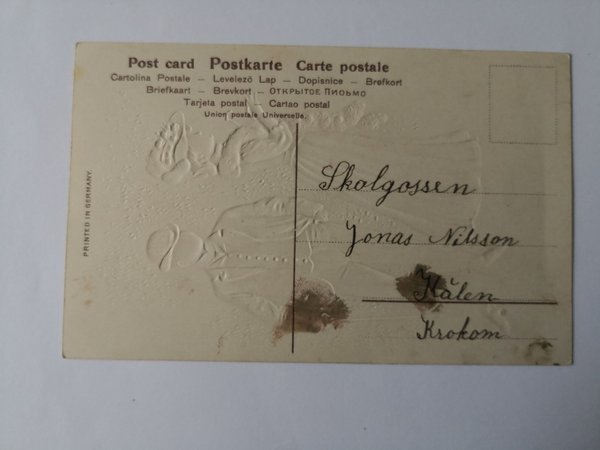 Post card Postkarte Carte postale
Cartolina Postale – Levelező Lap – Dopisnice – Brefkort
Briefkaart – Brevkort – ОТКРЫТОЕ ПИСЬМО
Tarjeta postal – Cartao postal
Union postale Universelle.
PRINTED IN GERMANY.
Skolgossen
Jonas Nilsson
Hålen
Krokom